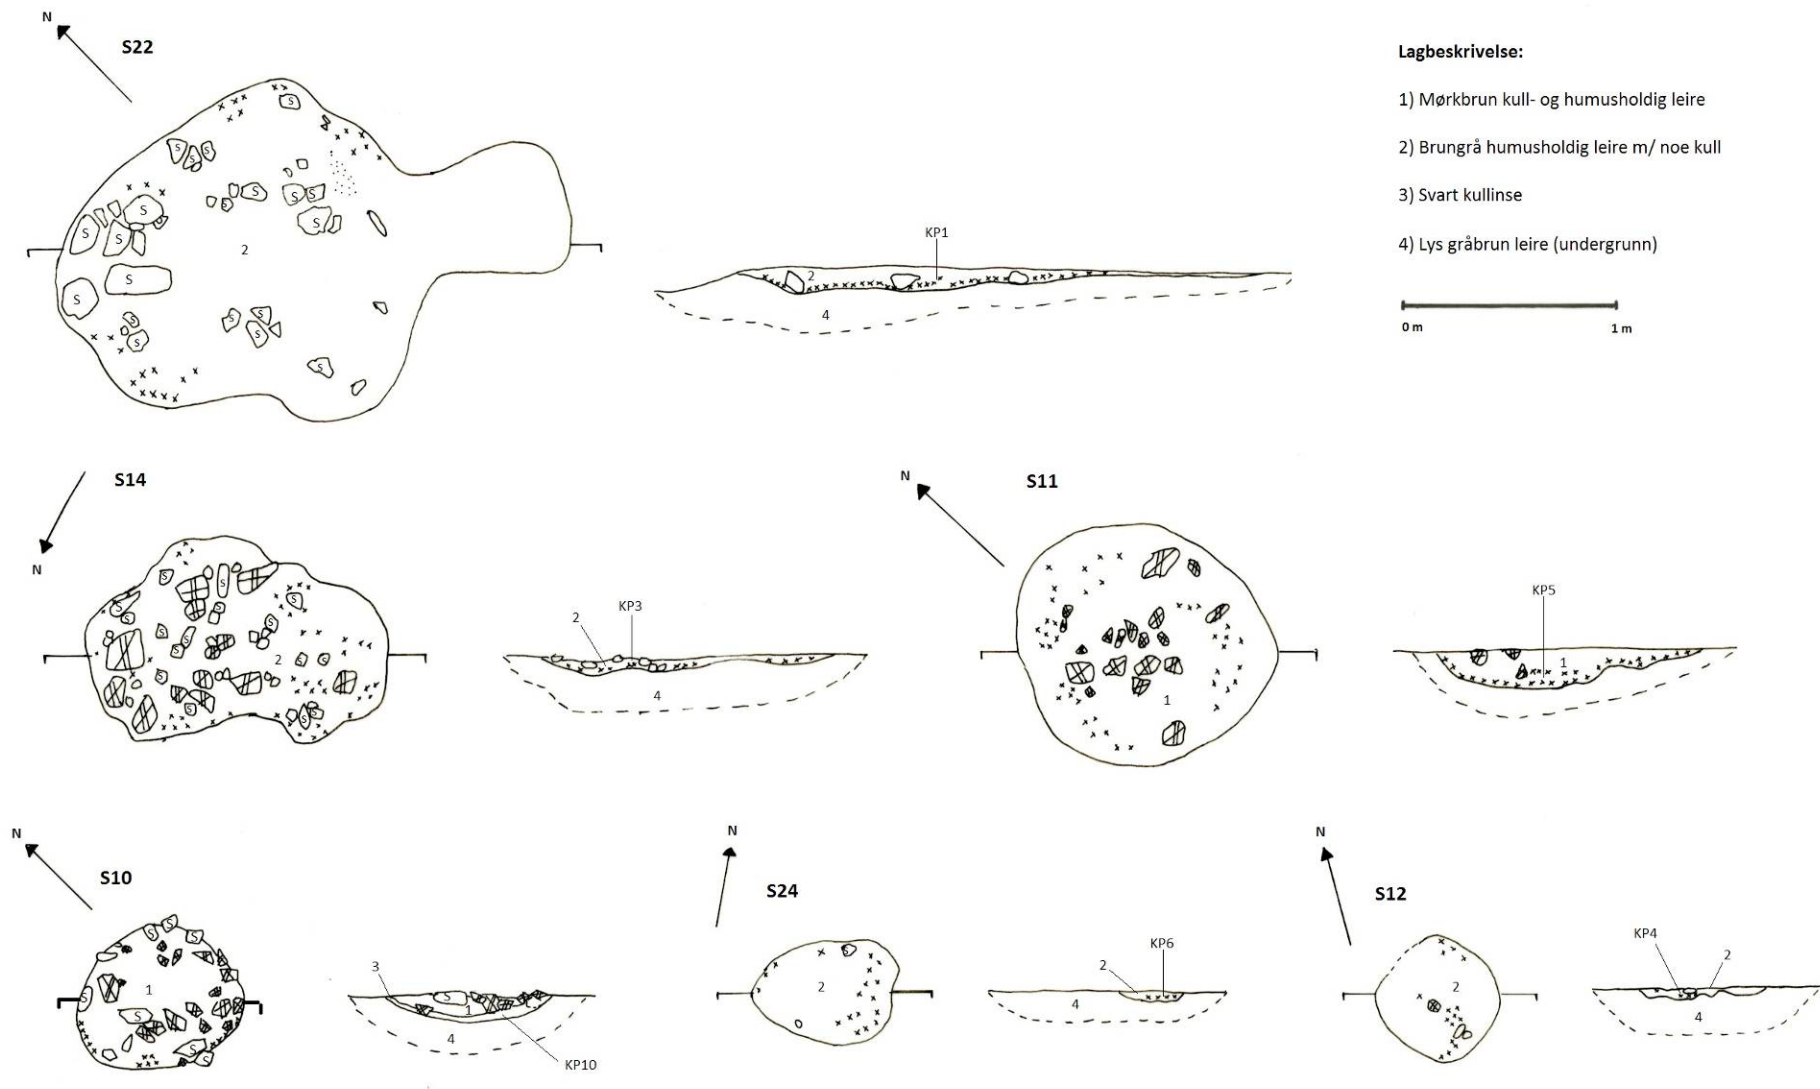 N
S22
Lagbeskrivelse:
1) Mørkbrun kull- og humusholdig leire
2) Brungrå humusholdig leire m/ noe kull
3) Svart kullinse
4) Lys gråbrun leire (undergrunn)
0 m 1 m
S
S S S
S S S S
S
S
S S
S
S
2
S
S S
S
S
S
S
KP1
2
4
S14
N
S
S
S
S
S
S
S
S
2
S S
S
S
S S
KP3
2
4
N
S11
1
KP5
1
4
N
S10
S S
S
S
1
S
S
S
3
S
1
4
KP10
N
S24
S
2
KP6
2
4
N
S12
2
KP4
2
4